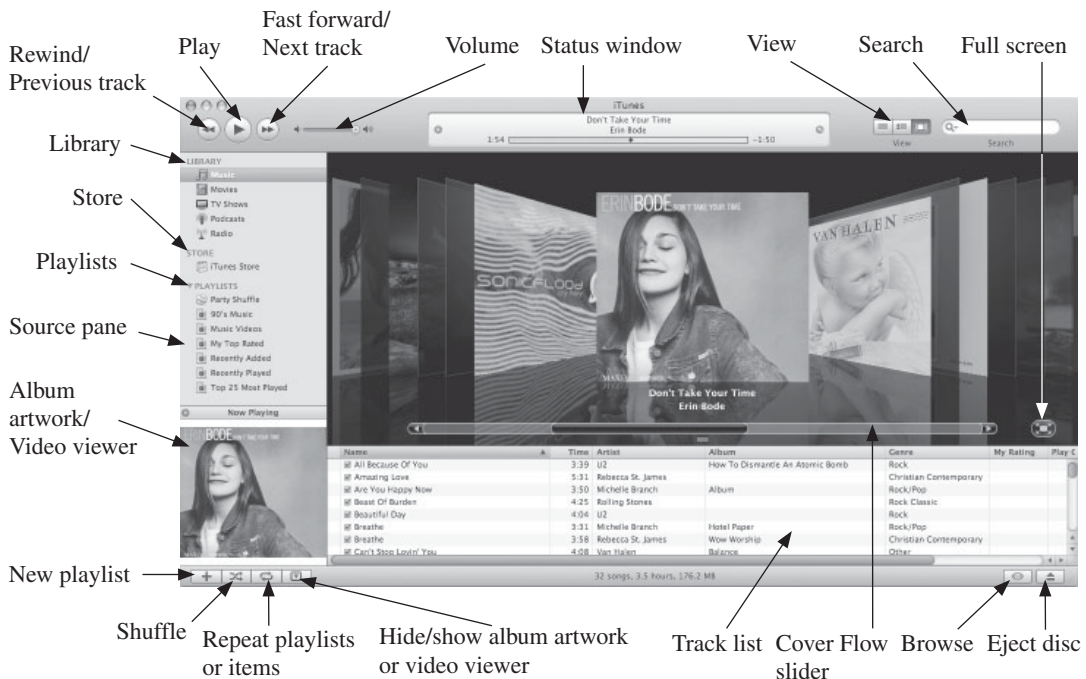 Rewind/
Previous track
Play
Fast forward/
Next track
Volume
Status window
View
Search
Full screen
iTunes
Don't Take Your Time
Erin Bode
1:54
-1:50
View
Search
Library
Store
Playlists
Source pane
Album
artwork/
Video viewer
LIBRARY
Music
Movies
TV Shows
Podcasts
Radio
STORE
iTunes Store
PLAYLISTS
Party Shuffle
90's Music
Music Videos
My Top Rated
Recently Added
Recently Played
Top 25 Most Played
Now Playing
ERINBODE DON'T TAKE YOUR TIME
SONICFLOOD
ERINBODE DON'T TAKE YOUR TIME
VAN HALEN
Don't Take Your Time
Erin Bode
Name Time Artist Album Genre My Rating Play C
All Because Of You 3:39 U2 How To Dismantle An Atomic Bomb Rock
Amazing Love 5:31 Rebecca St. James Christian Contemporary
Are You Happy Now 3:50 Michelle Branch Album Rock/Pop
Beast Of Burden 4:25 Rolling Stones Rock Classic
Beautiful Day 4:04 U2 Rock
Breathe 3:31 Michelle Branch Hotel Paper Rock/Pop
Breathe 3:58 Rebecca St. James Wow Worship Christian Contemporary
Can't Stop Lovin' You 4:08 Van Halen Balance Other
32 songs, 3.5 hours, 176.2 MB
New playlist
Shuffle
Repeat playlists
or items
Hide/show album artwork
or video viewer
Track list
Cover Flow
slider
Browse
Eject disc